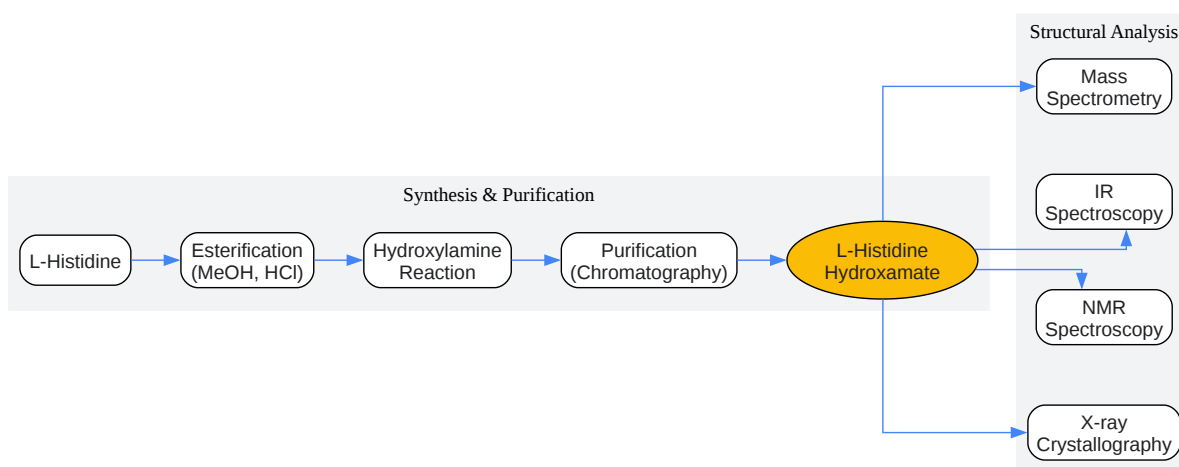 Structural Analysis
Mass
Spectrometry
IR
Spectroscopy
NMR
Spectroscopy
X-ray
Crystallography
Synthesis & Purification
L-Histidine
Esterification
(MeOH, HCl)
Hydroxylamine
Reaction
Purification
(Chromatography)
L-Histidine
Hydroxamate